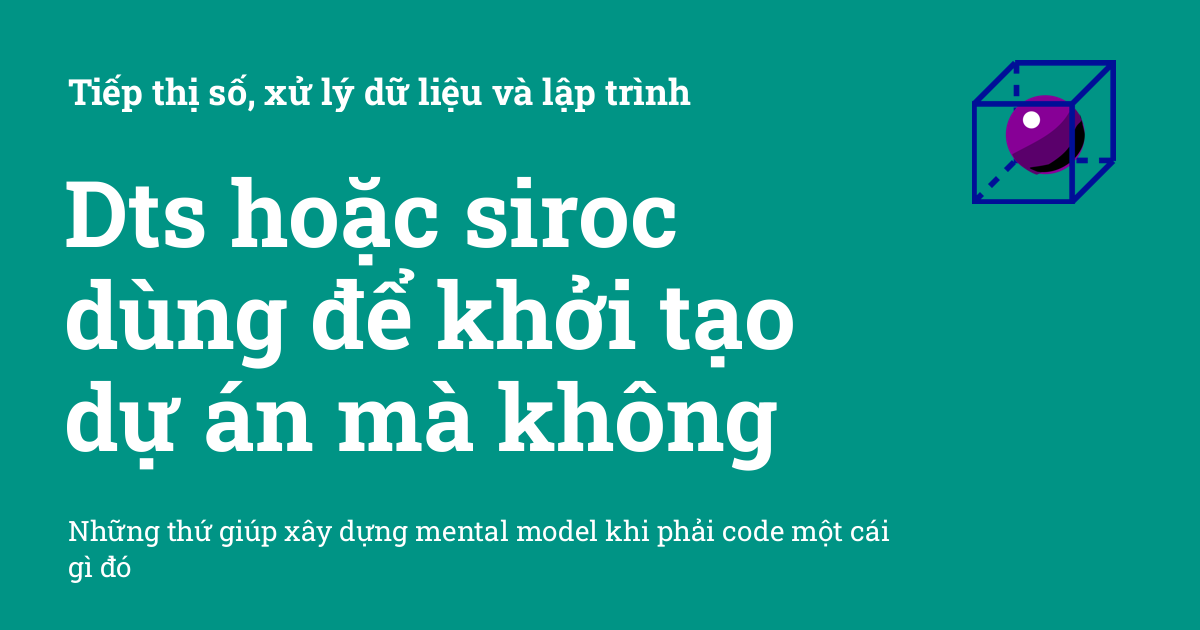 Tiếp thị số, xử lý dữ liệu và lập trình
Dts hoặc siroc
dùng để khởi tạo
dự án mà không
Những thứ giúp xây dựng mental model khi phải code một cái
gì đó